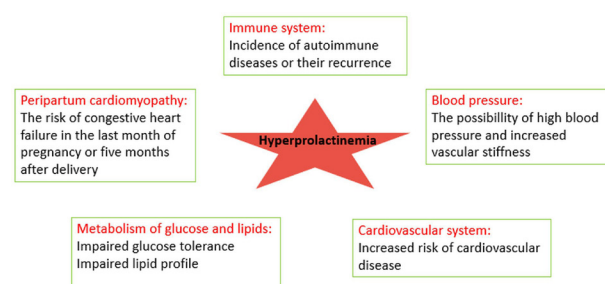 Immune system:
Incidence of autoimmune
diseases or their recurrence
Peripartum cardiomyopathy:
The risk of congestive heart
failure in the last month of
pregnancy or five months
after delivery
Hyperprolactinemia
Blood pressure:
The possibillity of high blood
pressure and increased
vascular stiffness
Metabolism of glucose and lipids:
Impaired glucose tolerance
Impaired lipid profile
Cardiovascular system:
Increased risk of cardiovascular
disease